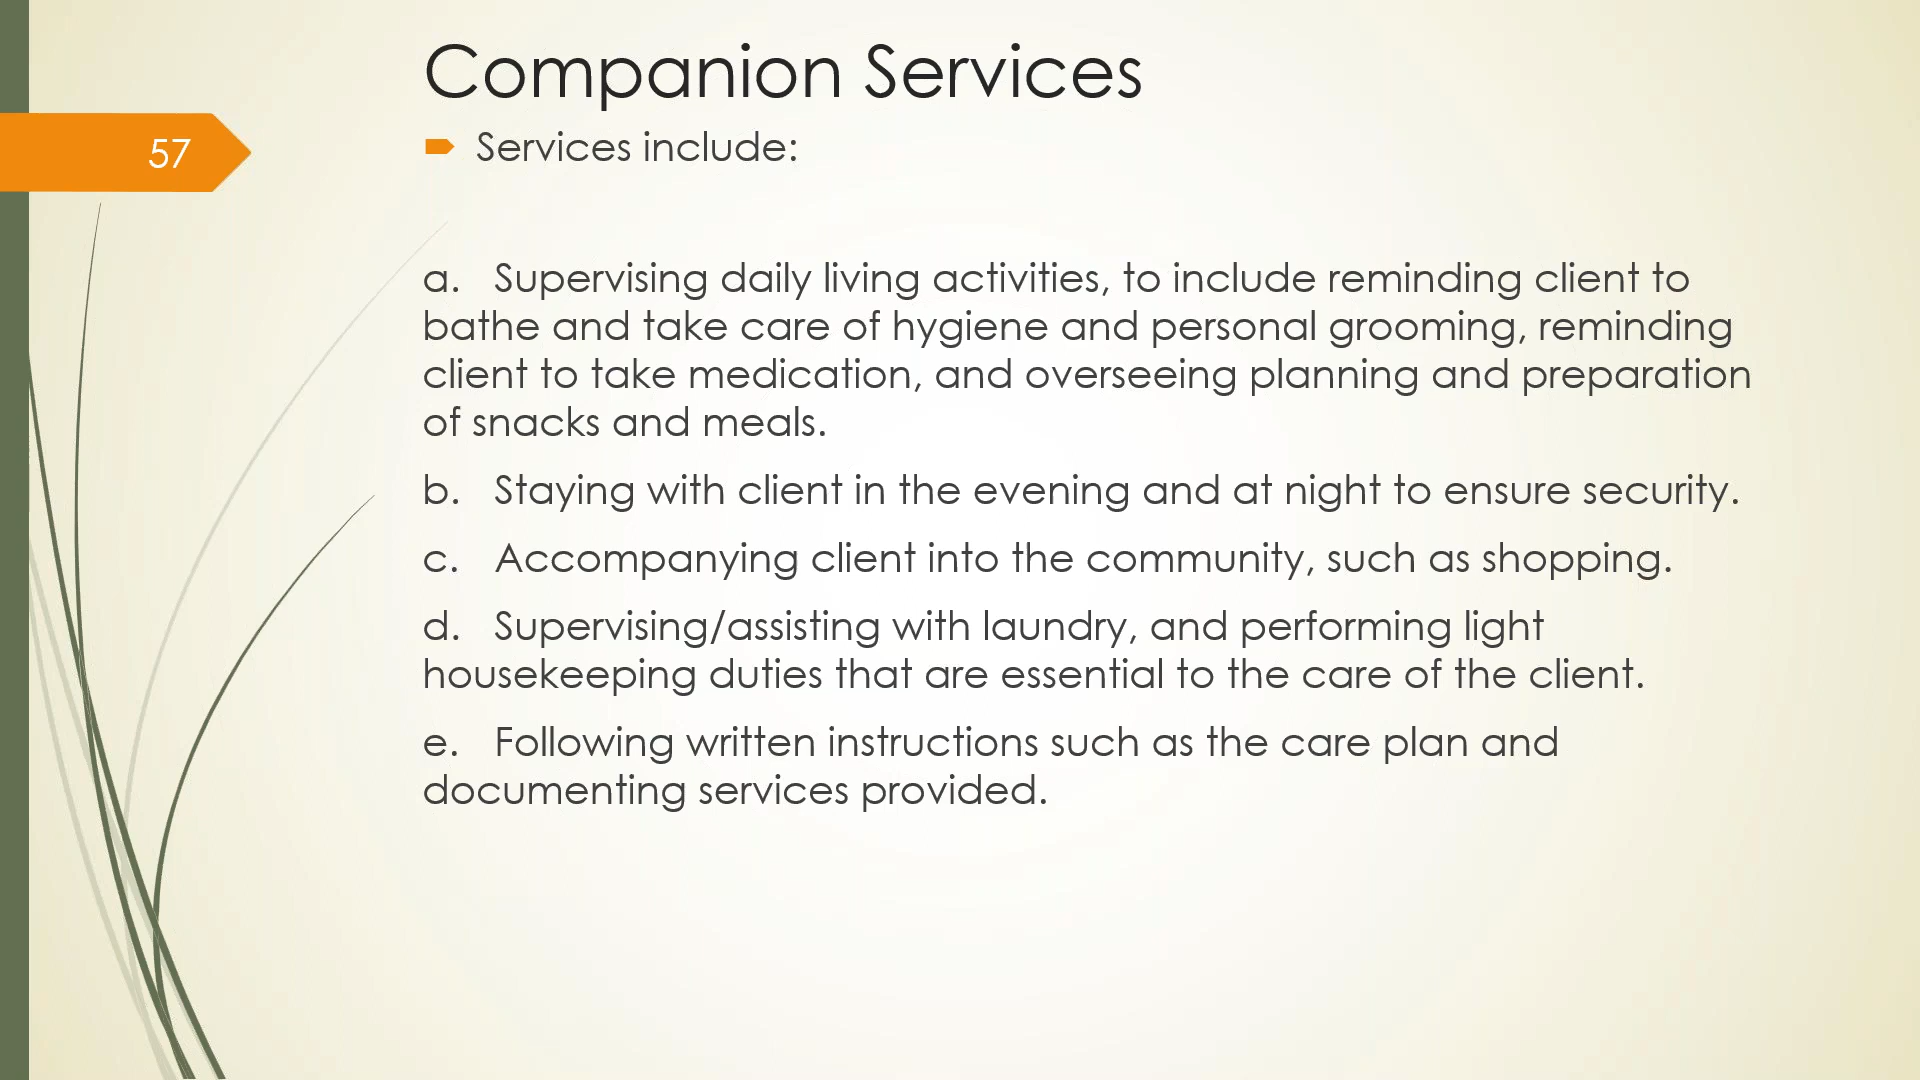 Companion Services
57
Services include:
a. Supervising daily living activities, to include reminding client to
bathe and take care of hygiene and personal grooming, reminding
client to take medication, and overseeing planning and preparation
of snacks and meals.
b. Staying with client in the evening and at night to ensure security.
c. Accompanying client into the community, such as shopping.
d. Supervising/assisting with laundry, and performing light
housekeeping duties that are essential to the care of the client.
e. Following written instructions such as the care plan and
documenting services provided.